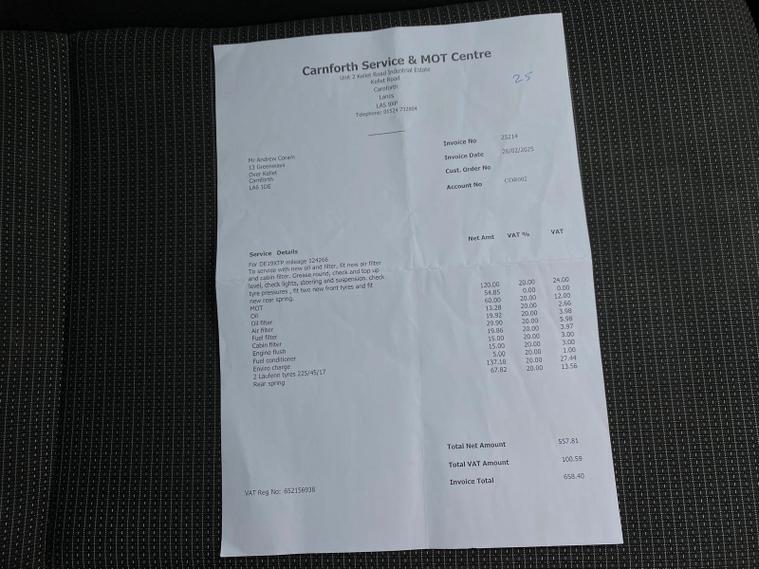 Carnforth Service & MOT Centre
Unit 2 Kellet Road Industrial Estate
Kellet Road
Carnforth
Lancs
LA5 9XP
Telephone: 01524 732804
25
Invoice No 25214
Invoice Date 26/02/2025
Cust. Order No
Account No COR002
Mr Andrew Corwin
13 Greenways
Over Kellet
Carnforth
LA6 1DE
Net Amt VAT % VAT
Service Details
For DE19XTP mileage 124266
To service with new oil and filter, fit new air filter
and cabin filter. Grease round, check and top up
level, check lights, steering and suspension. check
tyre pressures , fit two new front tyres and fit
new rear spring. 120.00 20.00 24.00
MOT 54.85 0.00 0.00
Oil 60.00 20.00 12.00
Oil filter 13.28 20.00 2.66
Air filter 19.92 20.00 3.98
Fuel filter 29.90 20.00 5.98
Cabin filter 19.86 20.00 3.97
Engine flush 15.00 20.00 3.00
Fuel conditioner 15.00 20.00 3.00
Enviro charge 5.00 20.00 1.00
2 Laufenn tyres 225/45/17 137.18 20.00 27.44
Rear spring 67.82 20.00 13.56
Total Net Amount 557.81
Total VAT Amount 100.59
Invoice Total 658.40
VAT Reg No: 652156938